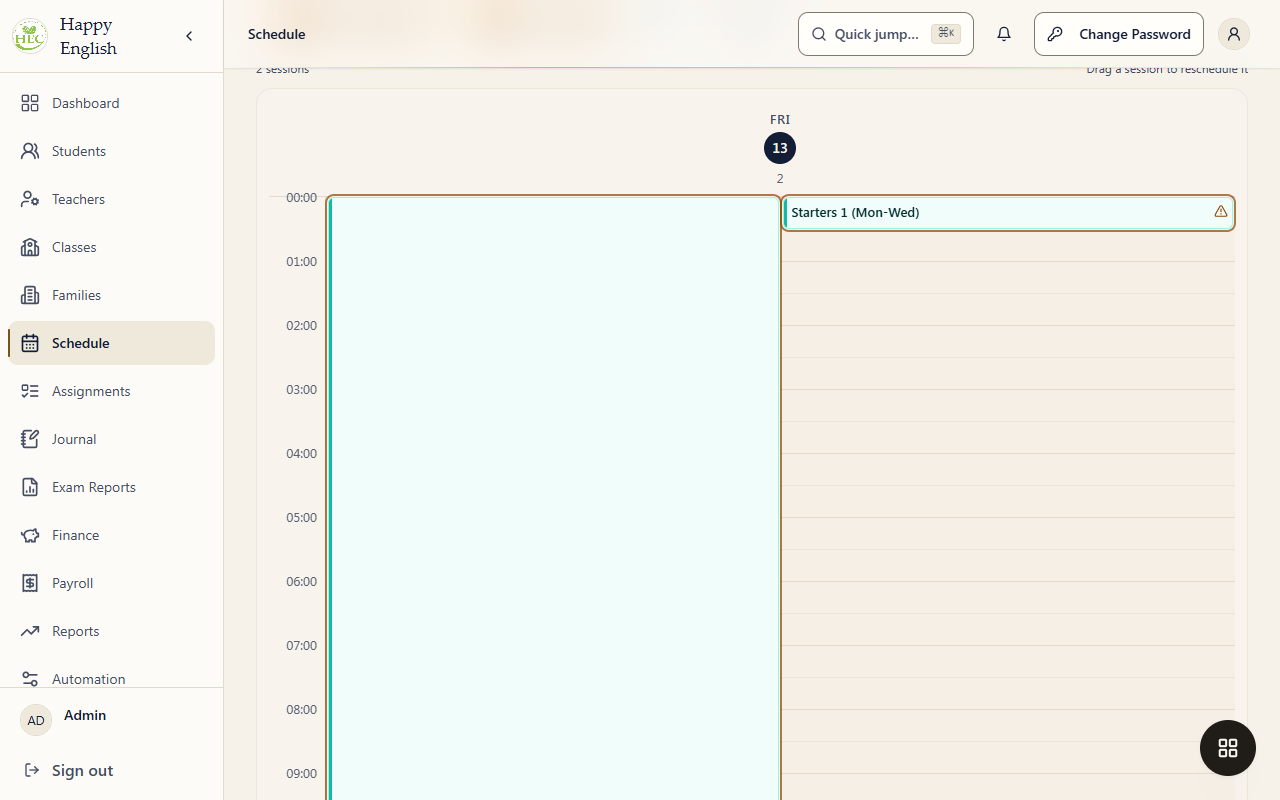 HEC
Happy
English
Schedule
Quick jump...
⌘K
Change Password
2 sessions
Drag a session to reschedule it
Dashboard
Students
Teachers
Classes
Families
Schedule
Assignments
Journal
Exam Reports
Finance
Payroll
Reports
Automation
AD
Admin
Sign out
FRI
13
2
00:00
Starters 1 (Mon-Wed)
01:00
02:00
03:00
04:00
05:00
06:00
07:00
08:00
09:00